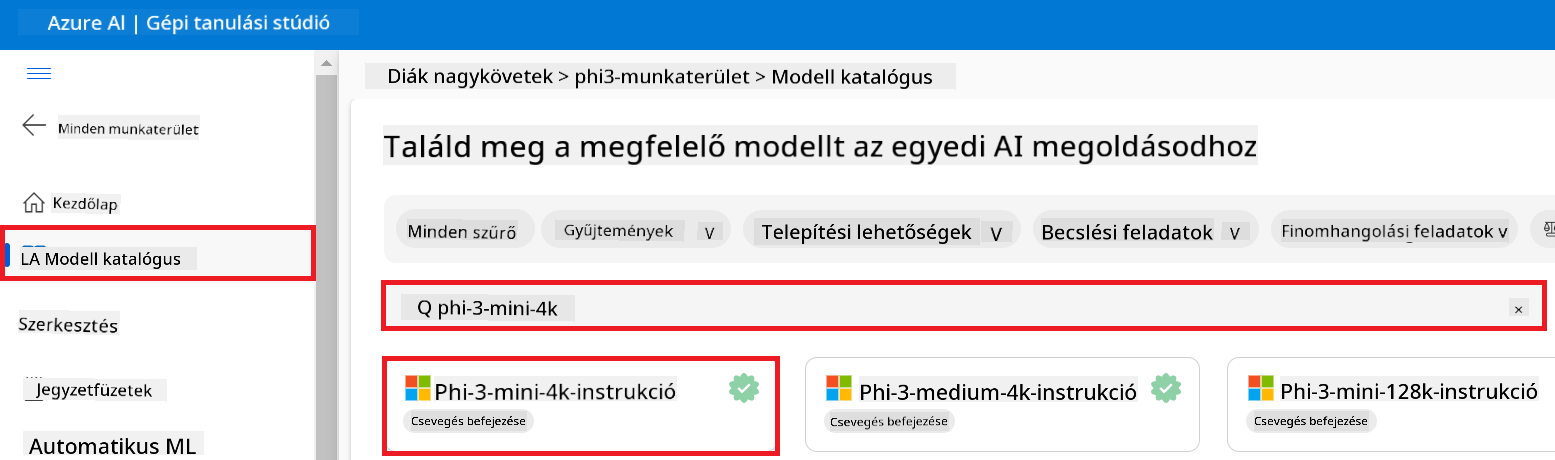 Azure AI | Gépi tanulási stúdió
Diák nagykövetek > phi3-munkaterület > Modell katalógus
Minden munkaterület
Találd meg a megfelelő modellt az egyedi AI megoldásodhoz
Kezdőlap
Minden szűrő
Gyűjtemények v
Telepítési lehetőségek v
Becslési feladatok v
Finomhangolási feladatok v
LA Modell katalógus
Q phi-3-mini-4k
×
Szerkesztés
Jegyzetfüzetek
Phi-3-mini-4k-instrukció
Csevegés befejezése
Phi-3-medium-4k-instrukció
Csevegés befejezése
Phi-3-mini-128k-instrukció
Csevegés befejezése
Automatikus ML